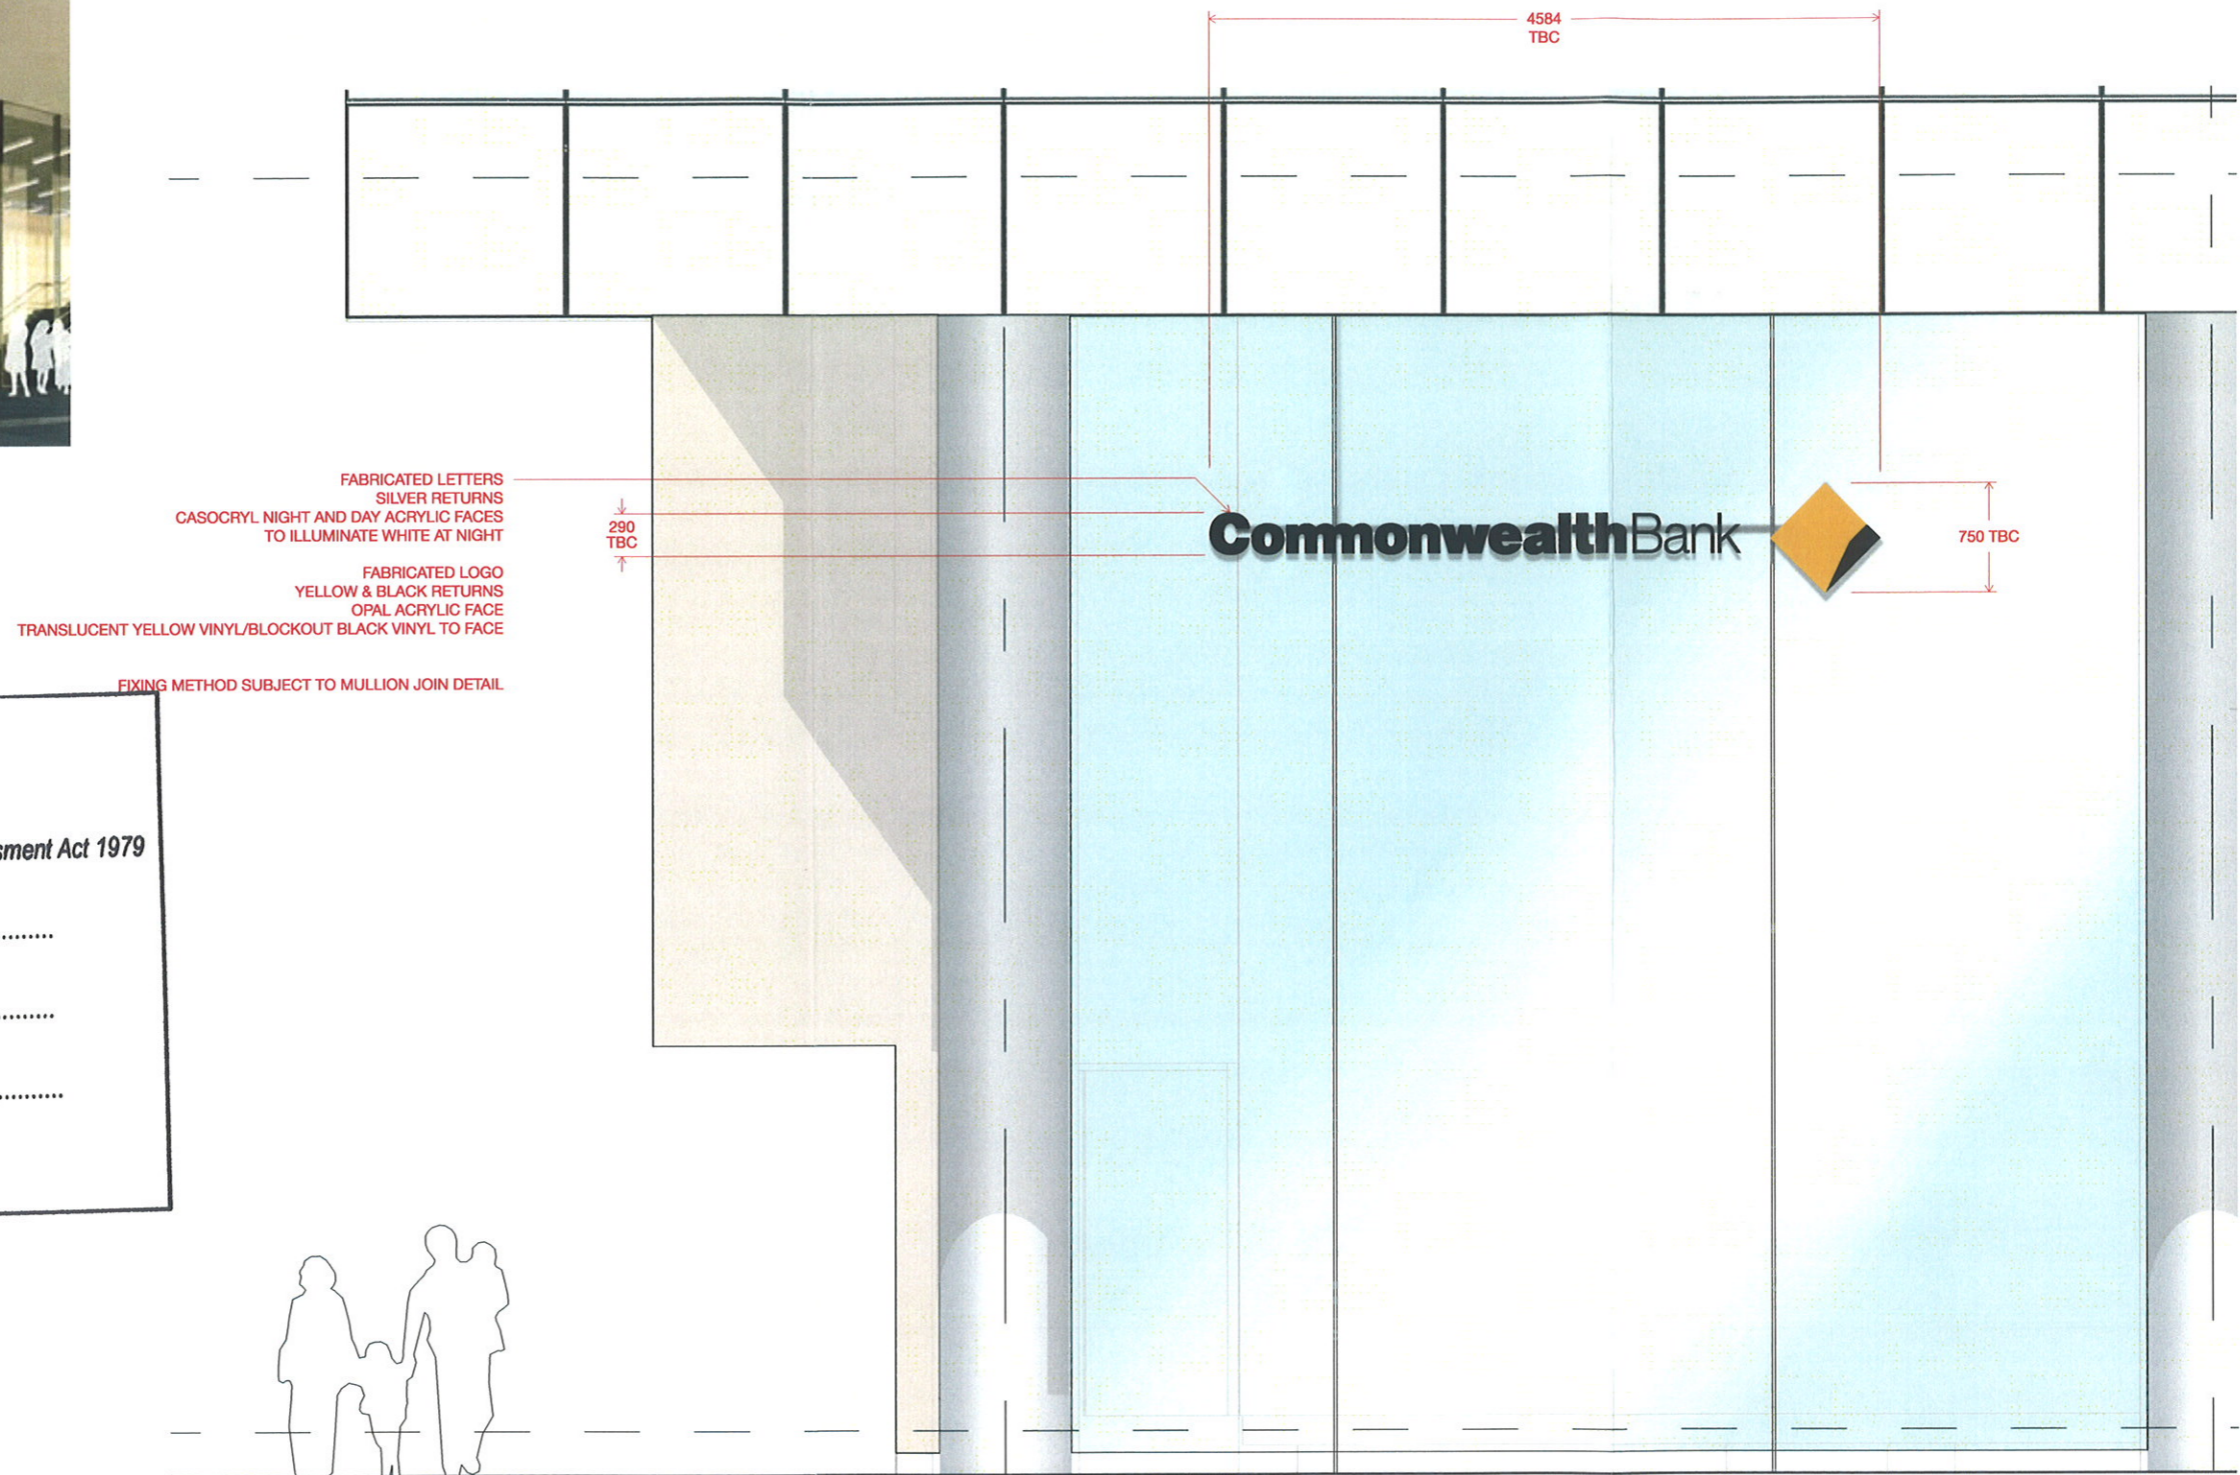 4584
TBC
FABRICATED LETTERS
SILVER RETURNS
CASOCRYL NIGHT AND DAY ACRYLIC FACES
TO ILLUMINATE WHITE AT NIGHT
290
TBC
CommonwealthBank
750 TBC
FABRICATED LOGO
YELLOW & BLACK RETURNS
OPAL ACRYLIC FACE
TRANSLUCENT YELLOW VINYL/BLOCKOUT BLACK VINYL TO FACE
FIXING METHOD SUBJECT TO MULLION JOIN DETAIL
Act 1979